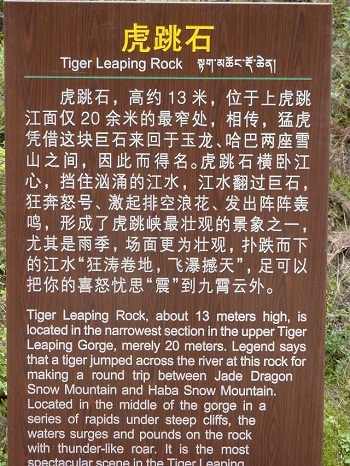 虎跳石
Tiger Leaping Rock སྟག་མཆོང་རྡོ་ཆེན།
虎跳石，高约13米，位于上虎跳
江面仅20余米的最窄处，相传，猛虎
凭借这块巨石来回于玉龙、哈巴两座雪
山之间，因此而得名。虎跳石横卧江
心，挡住汹涌的江水，江水翻过巨石，
狂奔怒号、激起排空浪花、发出阵阵轰
鸣，形成了虎跳峡最壮观的景象之一，
尤其是雨季，场面更为壮观，扑跌而下
的江水“狂涛卷地，飞瀑撼天”，足可以
把你的喜怒忧思“震”到九霄云外。
Tiger Leaping Rock, about 13 meters high, is
located in the narrowest section in the upper Tiger
Leaping Gorge, merely 20 meters. Legend says
that a tiger jumped across the river at this rock for
making a round trip between Jade Dragon
Snow Mountain and Haba Snow Mountain.
Located in the middle of the gorge in a
series of rapids under steep cliffs, the
waters surges and pounds on the rock
with thunder-like roar. It is the most
spectacular scene in the Tiger Leaping